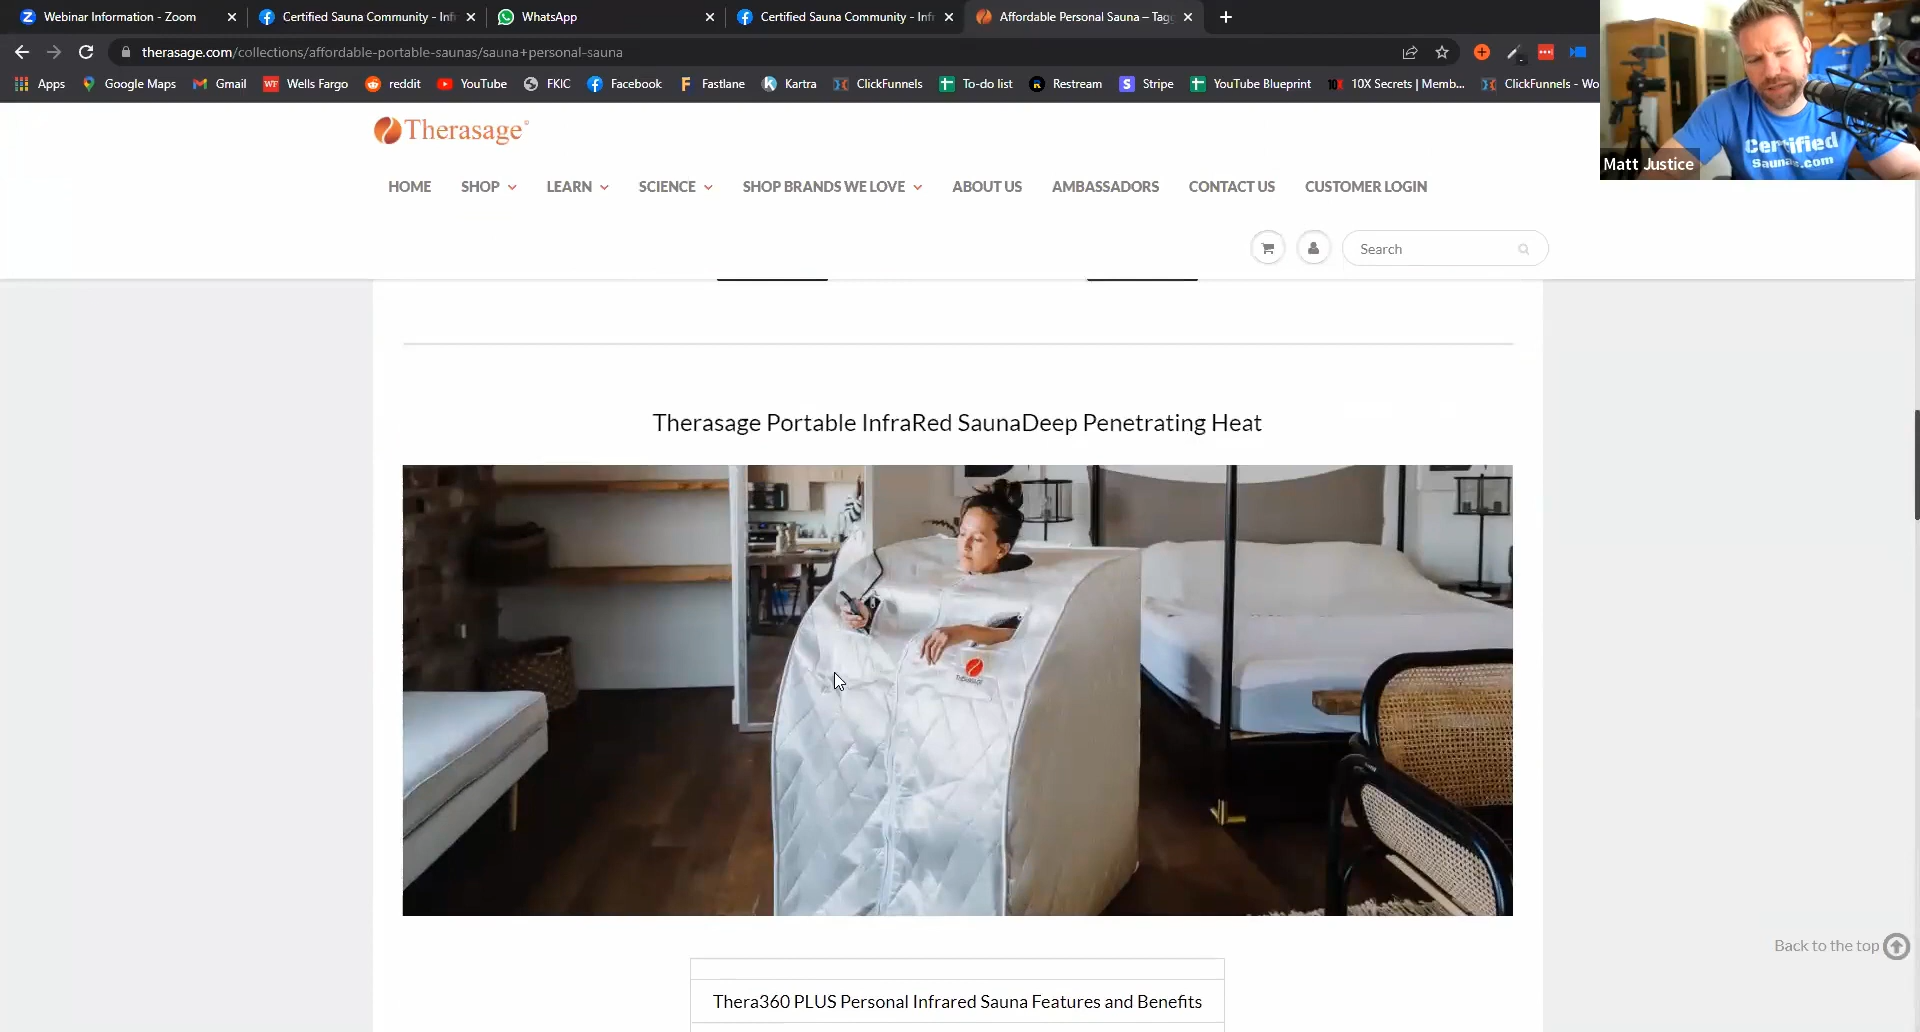 Webinar Information - Zoom
Certified Sauna Community - Inf
WhatsApp
Certified Sauna Community - Infr
Affordable Personal Sauna – Tag
therasage.com/collections/affordable-portable-saunas/sauna+personal-sauna
Apps Google Maps Gmail Wells Fargo reddit YouTube FKIC Facebook Fastlane Kartra ClickFunnels To-do list Restream Stripe YouTube Blueprint 10X Secrets | Memb... ClickFunnels - Wo
Certified
Saunas.com
Matt Justice
Therasage
HOME SHOP LEARN SCIENCE SHOP BRANDS WE LOVE ABOUT US AMBASSADORS CONTACT US CUSTOMER LOGIN
Search
Therasage Portable InfraRed SaunaDeep Penetrating Heat
Therasage
Back to the top
Thera360 PLUS Personal Infrared Sauna Features and Benefits